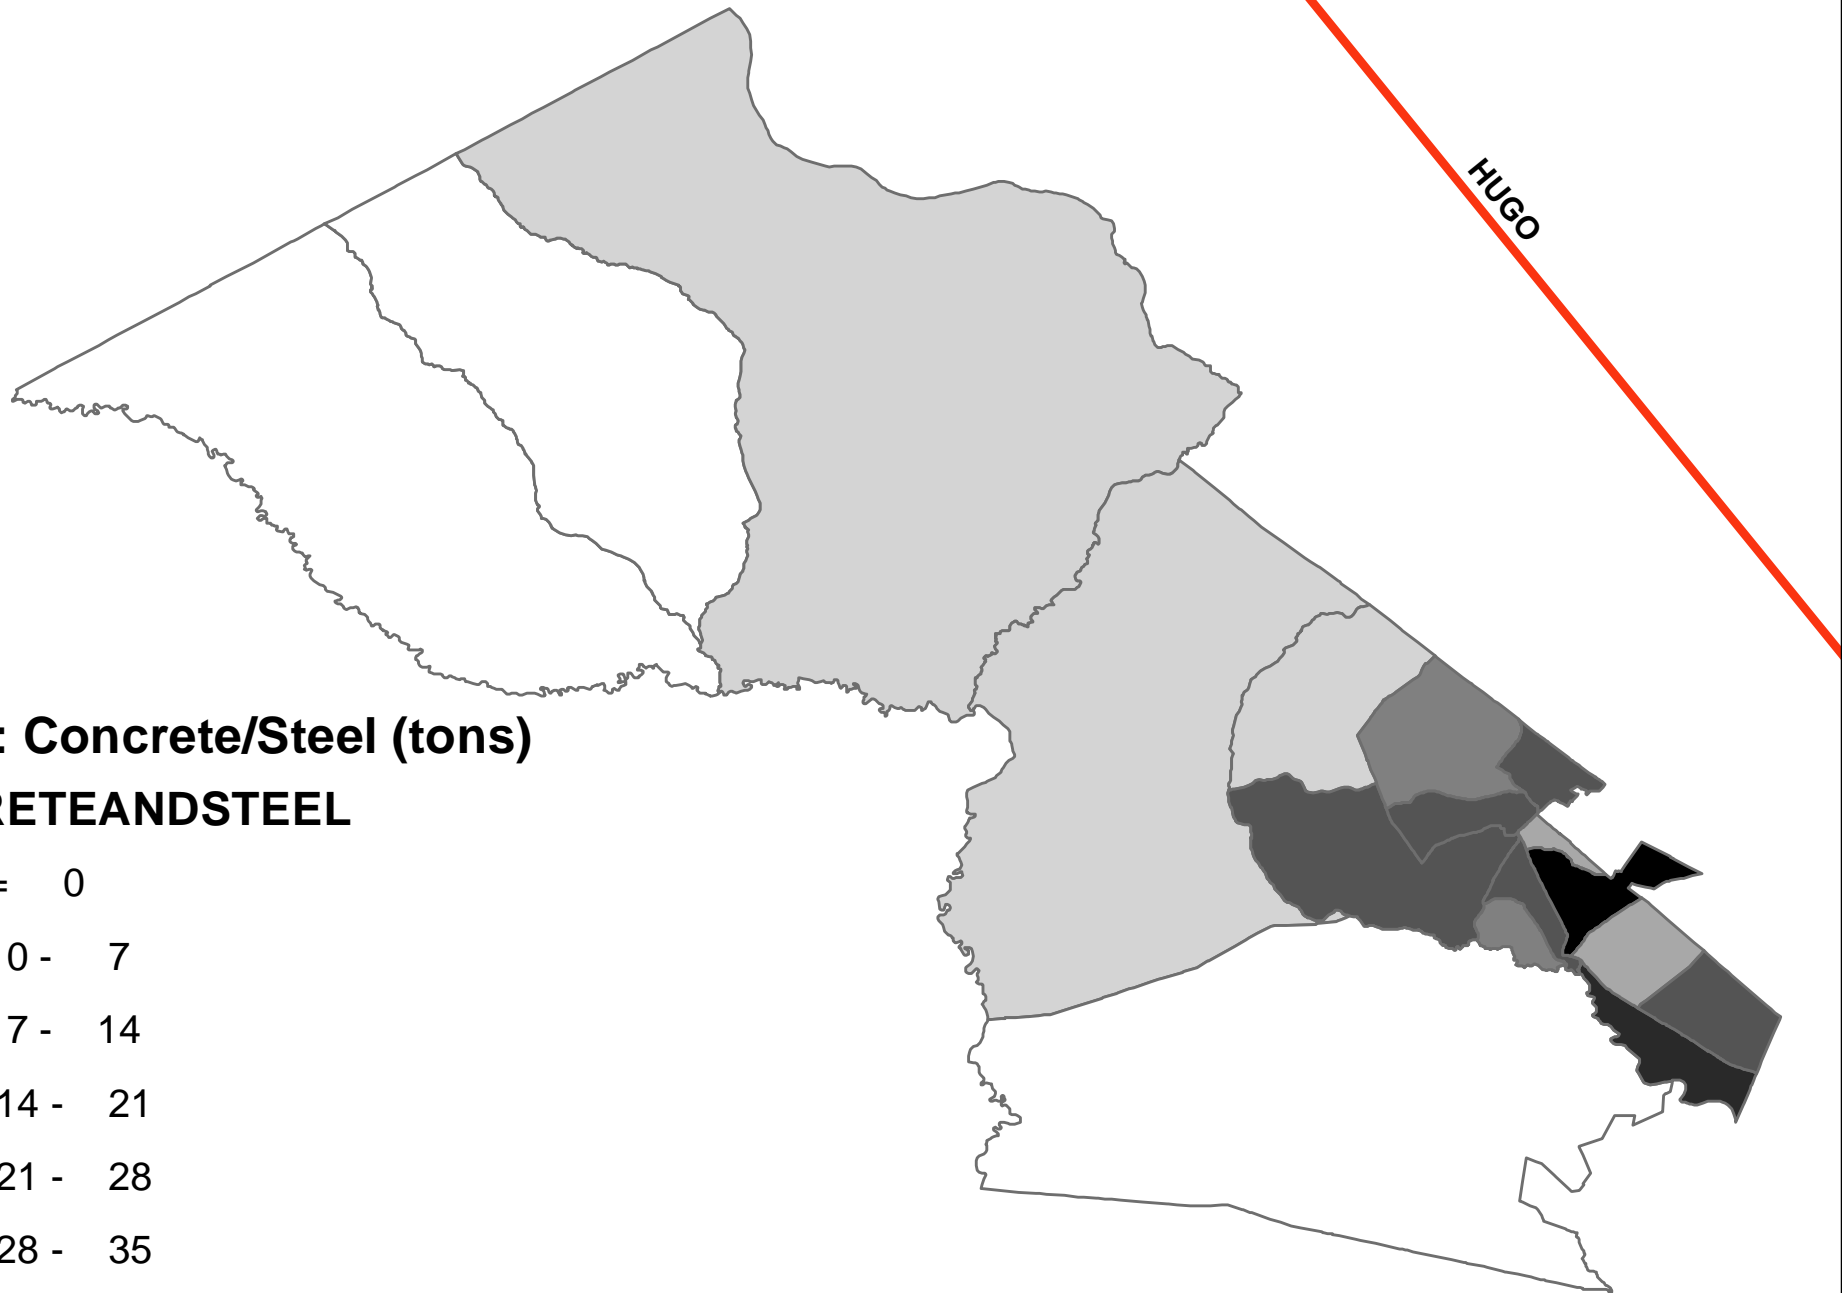 HUGO
: Concrete/Steel (tons)
RETEANDSTEEL
= 0
0 - 7
7 - 14
14 - 21
21 - 28
28 - 35